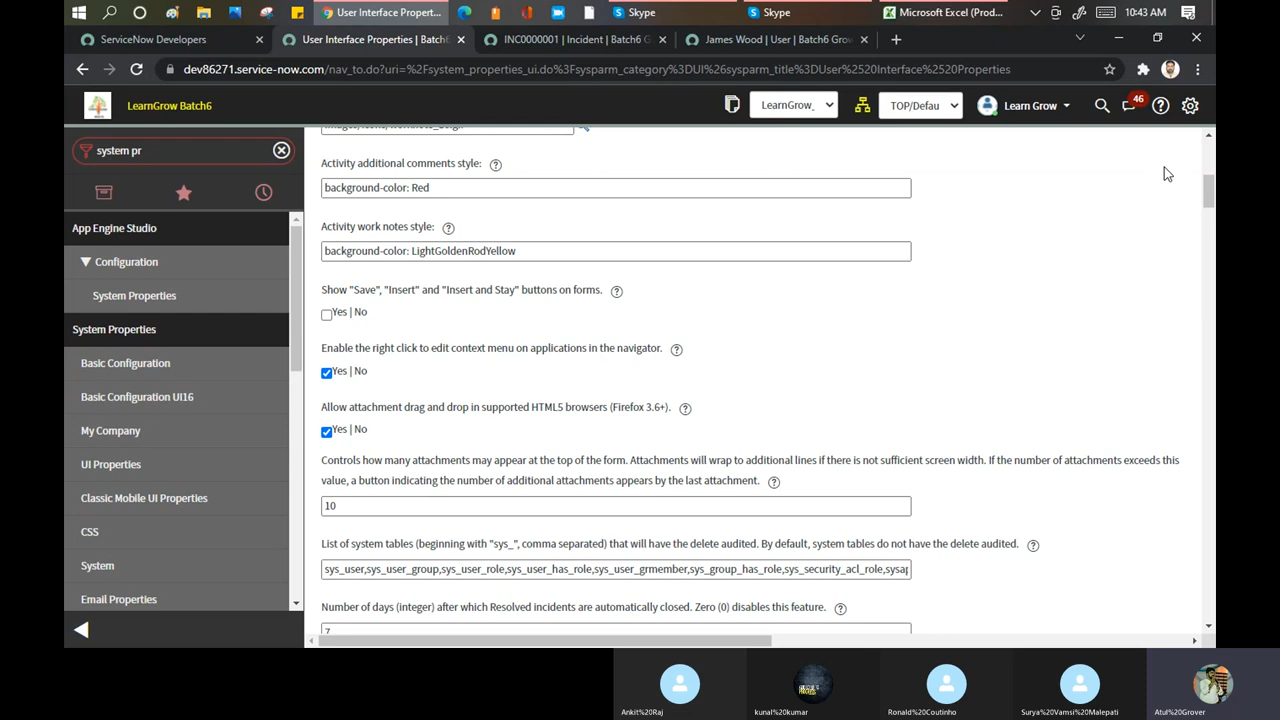 User Interface Propert...
Skype
Skype
Microsoft Excel (Prod...
10:43 AM
ServiceNow Developers
User Interface Properties | Batch6
INC0000001 | Incident | Batch6 G
James Wood | User | Batch6 Grow
dev86271.service-now.com/nav_to.do?uri=%2Fsystem_properties_ui.do%3Fsysparm_category%3DUI%26sysparm_title%3DUser%2520Interface%2520Properties
LearnGrow Batch6
LearnGrow_
TOP/Defau
Learn Grow
46
system pr
App Engine Studio
Configuration
System Properties
System Properties
Basic Configuration
Basic Configuration UI16
My Company
UI Properties
Classic Mobile UI Properties
CSS
System
Email Properties
Activity additional comments style:
background-color: Red
Activity work notes style:
background-color: LightGoldenRodYellow
Show "Save", "Insert" and "Insert and Stay" buttons on forms.
Yes | No
Enable the right click to edit context menu on applications in the navigator.
Yes | No
Allow attachment drag and drop in supported HTML5 browsers (Firefox 3.6+).
Yes | No
Controls how many attachments may appear at the top of the form. Attachments will wrap to additional lines if there is not sufficient screen width. If the number of attachments exceeds this
value, a button indicating the number of additional attachments appears by the last attachment.
10
List of system tables (beginning with "sys_", comma separated) that will have the delete audited. By default, system tables do not have the delete audited.
sys_user,sys_user_group,sys_user_role,sys_user_has_role,sys_user_grmember,sys_group_has_role,sys_security_acl_role,sysap
Number of days (integer) after which Resolved incidents are automatically closed. Zero (0) disables this feature.
7
Ankit%20Raj
kunal%20kumar
Ronald%20Coutinho
Surya%20Vamsi%20Malepati
Atul%20Grover